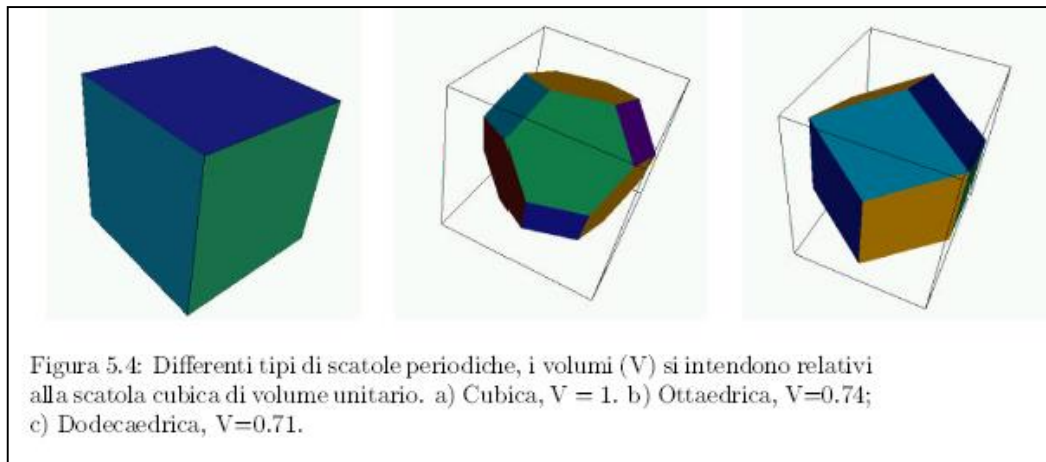 Figura 5.4: Differenti tipi di scatole periodiche, i volumi (V) si intendono relativi
alla scatola cubica di volume unitario. a) Cubica, V = 1. b) Ottaedrica, V=0.74;
c) Dodecaedrica, V=0.71.